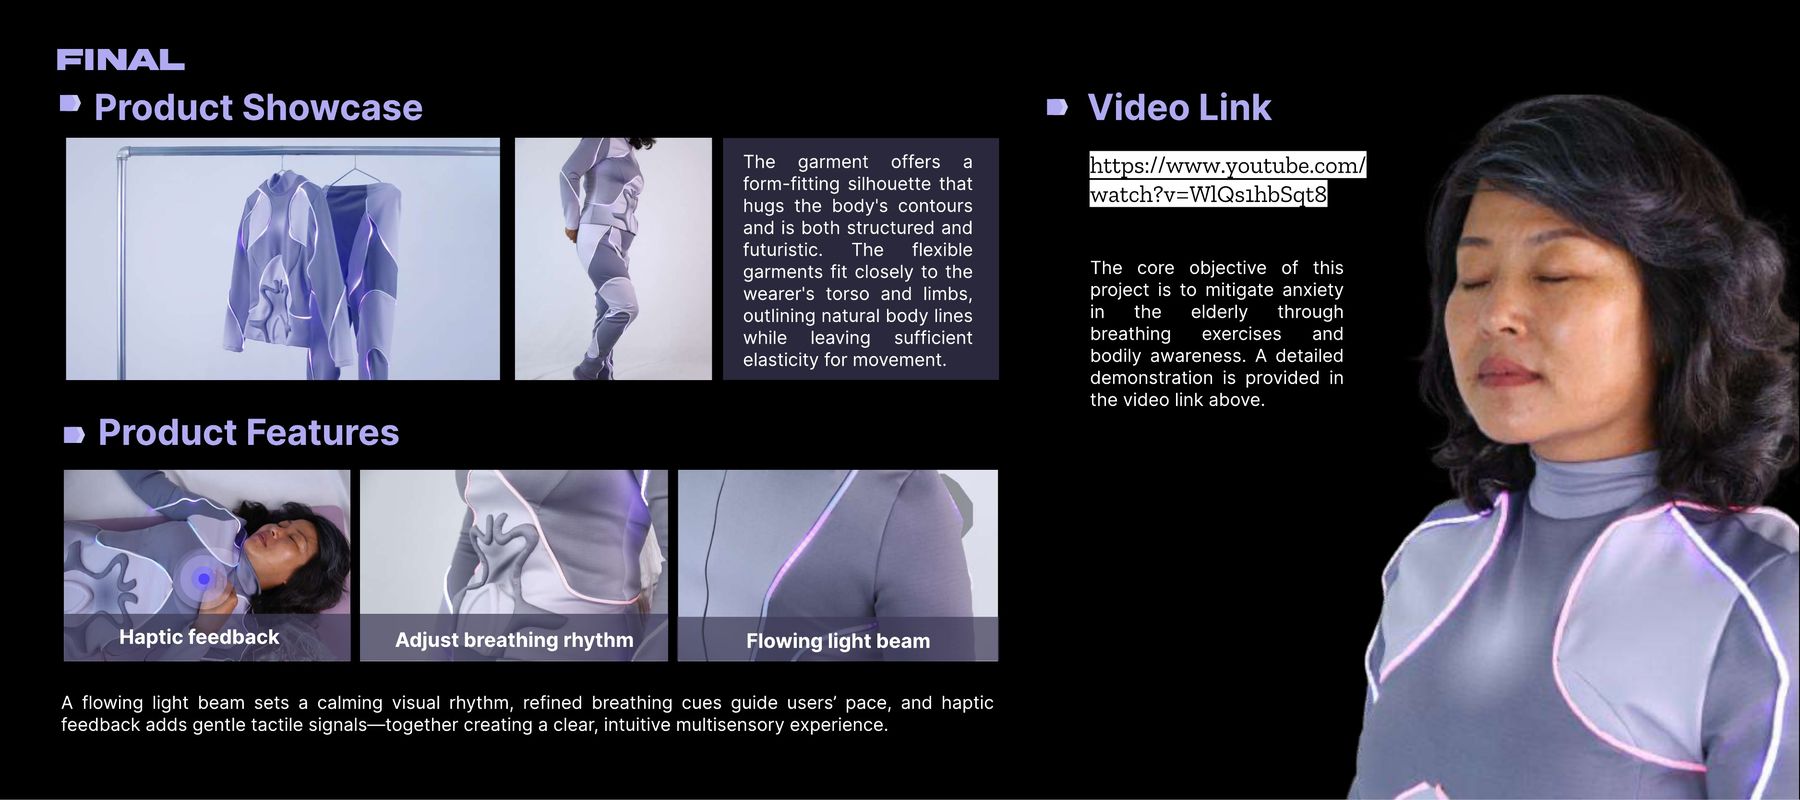 FINAL
Product Showcase
The garment offers a
form-fitting silhouette that
hugs the body's contours
and is both structured and
futuristic. The flexible
garments fit closely to the
wearer's torso and limbs,
outlining natural body lines
while leaving sufficient
elasticity for movement.
Product Features
Haptic feedback
Adjust breathing rhythm
Flowing light beam
A flowing light beam sets a calming visual rhythm, refined breathing cues guide users’ pace, and haptic
feedback adds gentle tactile signals—together creating a clear, intuitive multisensory experience.
Video Link
https://www.youtube.com/
watch?v=WlQs1hbSqt8
The core objective of this
project is to mitigate anxiety
in the elderly through
breathing exercises and
bodily awareness. A detailed
demonstration is provided in
the video link above.